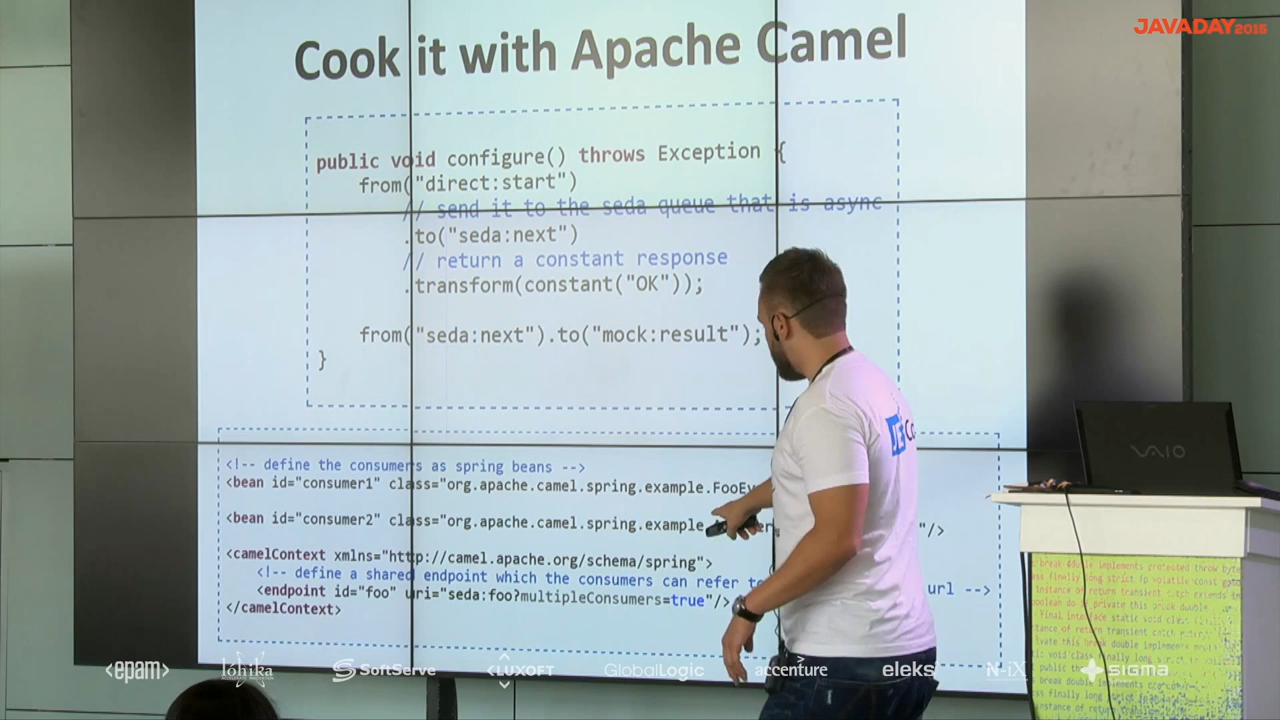 JAVADAY2015
Cook it with Apache Camel
public void configure() throws Exception {
from("direct:start")
// send it to the seda queue that is async
.to("seda:next")
// return a constant response
.transform(constant("OK"));
from("seda:next").to("mock:result");
}
<!-- define the consumers as spring beans -->
<bean id="consumer1" class="org.apache.camel.spring.example.FooEv
<bean id="consumer2" class="org.apache.camel.spring.example. "/>
<camelContext xmlns="http://camel.apache.org/schema/spring">
<!-- define a shared endpoint which the consumers can refer to url -->
<endpoint id="foo" uri="seda:foo?multipleConsumers=true"/>
</camelContext>
VAIO
<epam> lohika SoftServe LUXOFT GlobalLogic accenture eleks N-iX sigma